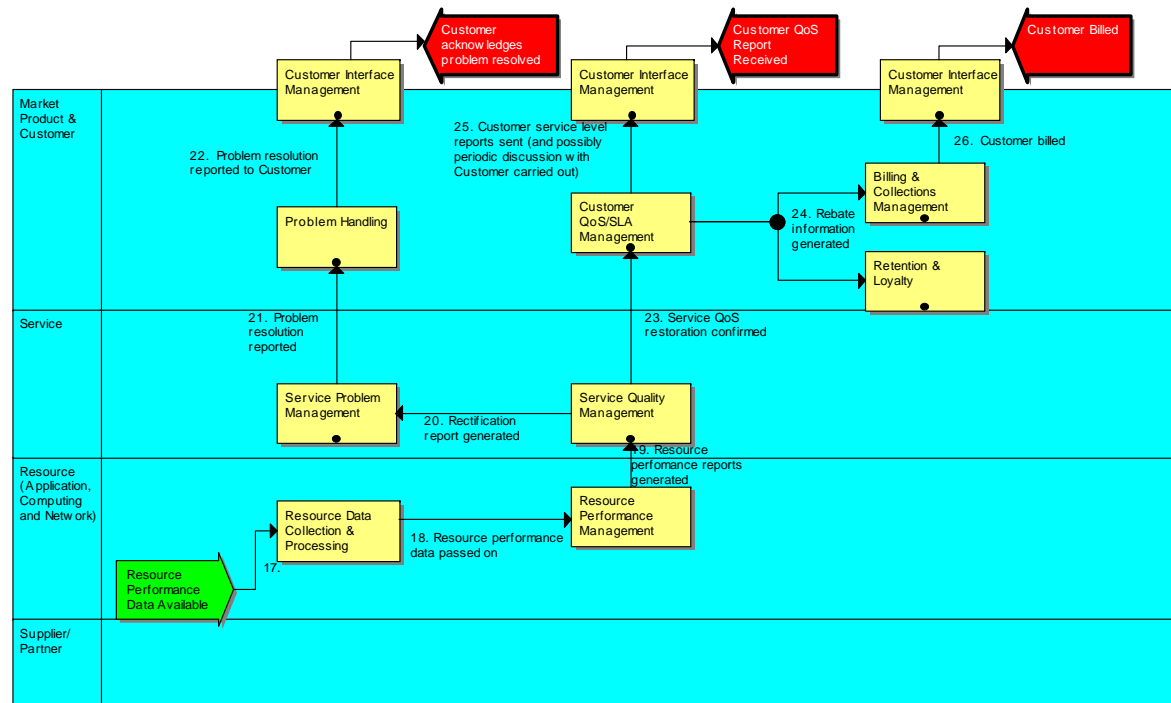 Customer
acknowledges
problem resolved
Customer QoS
Report
Received
Customer Billed
Customer Interface
Management
Customer Interface
Management
Customer Interface
Management
Market
Product &
Customer
22. Problem resolution
reported to Customer
25. Customer service level
reports sent (and possibly
periodic discussion with
Customer carried out)
26. Customer billed
Billing &
Collections
Management
Problem Handling
Customer
QoS/SLA
Management
24. Rebate
information
generated
Retention &
Loyalty
Service
21. Problem
resolution
reported
23. Service QoS
restoration confirmed
Service Problem
Management
20. Rectification
report generated
Service Quality
Management
19. Resource
perfomance reports
generated
Resource
(Application,
Computing
and Network)
Resource Data
Collection &
Processing
18. Resource performance
data passed on
Resource
Performance
Management
17.
Resource
Performance
Data Available
Supplier/
Partner